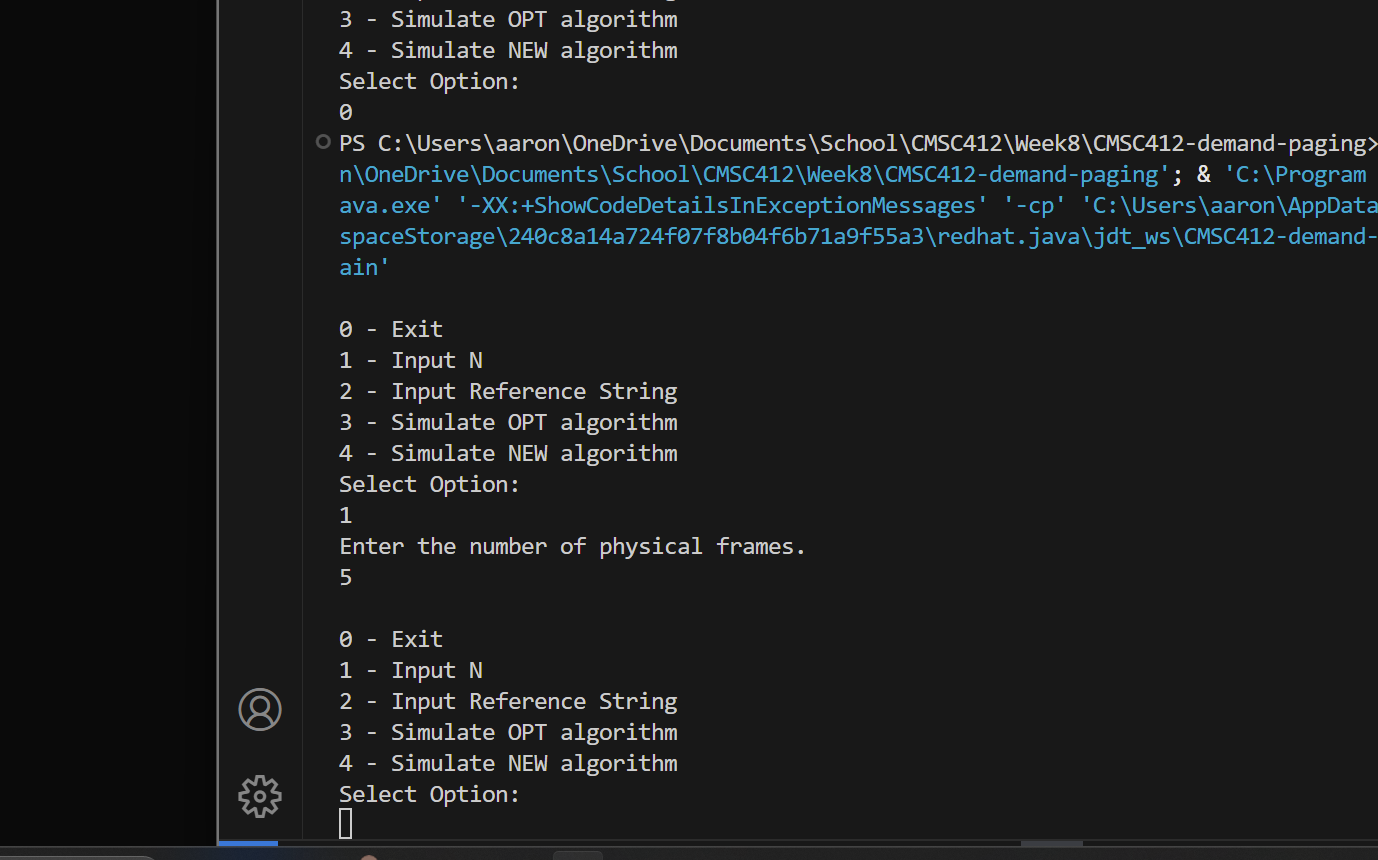 3 - Simulate OPT algorithm
4 - Simulate NEW algorithm
Select Option:
0
PS C:\Users\aaron\OneDrive\Documents\School\CMSC412\Week8\CMSC412-demand-paging>
n\OneDrive\Documents\School\CMSC412\Week8\CMSC412-demand-paging'; & 'C:\Program
ava.exe' '-XX:+ShowCodeDetailsInExceptionMessages' '-cp' 'C:\Users\aaron\AppData
spaceStorage\240c8a14a724f07f8b04f6b71a9f55a3\redhat.java\jdt_ws\CMSC412-demand-
ain'
0 - Exit
1 - Input N
2 - Input Reference String
3 - Simulate OPT algorithm
4 - Simulate NEW algorithm
Select Option:
1
Enter the number of physical frames.
5
0 - Exit
1 - Input N
2 - Input Reference String
3 - Simulate OPT algorithm
4 - Simulate NEW algorithm
Select Option: